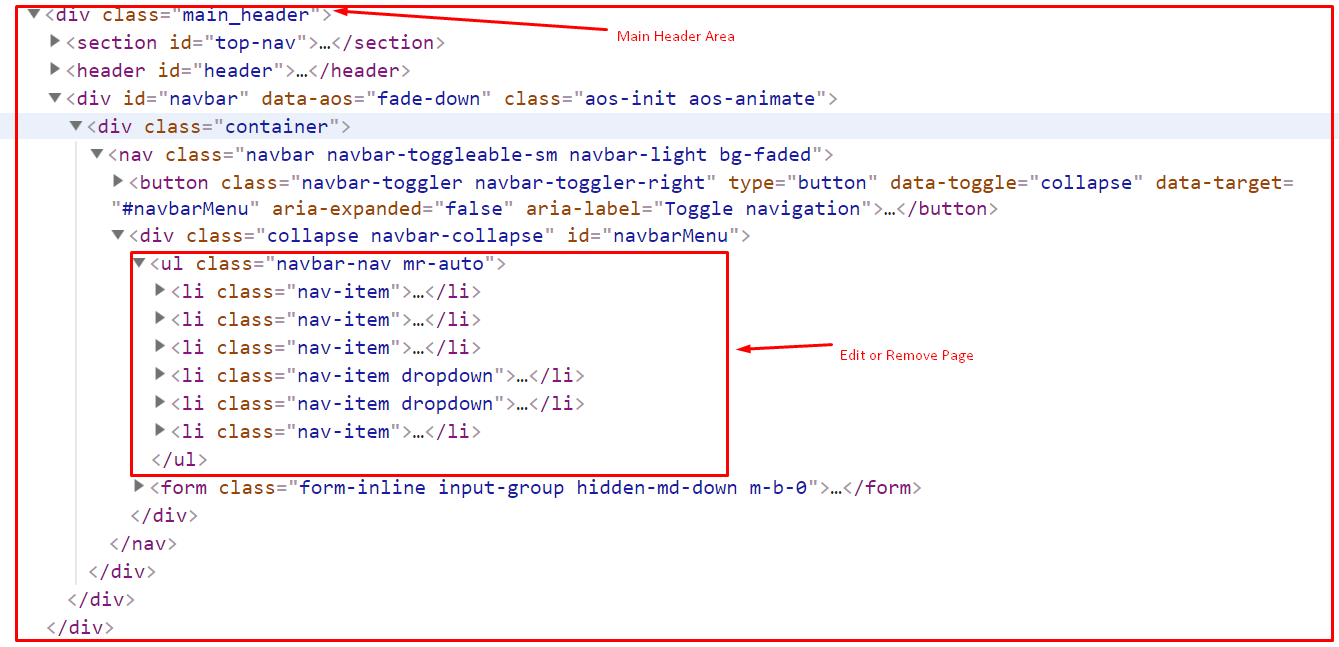 ▼<div class="main_header">
Main Header Area
▶<section id="top-nav">…</section>
▶<header id="header">…</header>
▼<div id="navbar" data-aos="fade-down" class="aos-init aos-animate">
▼<div class="container">
▼<nav class="navbar navbar-toggleable-sm navbar-light bg-faded">
▶<button class="navbar-toggler navbar-toggler-right" type="button" data-toggle="collapse" data-target=
"#navbarMenu" aria-expanded="false" aria-label="Toggle navigation">…</button>
▼<div class="collapse navbar-collapse" id="navbarMenu">
▼<ul class="navbar-nav mr-auto">
▶<li class="nav-item">…</li>
▶<li class="nav-item">…</li>
▶<li class="nav-item">…</li>
Edit or Remove Page
▶<li class="nav-item dropdown">…</li>
▶<li class="nav-item dropdown">…</li>
▶<li class="nav-item">…</li>
</ul>
▶<form class="form-inline input-group hidden-md-down m-b-0">…</form>
</div>
</nav>
</div>
</div>
</div>